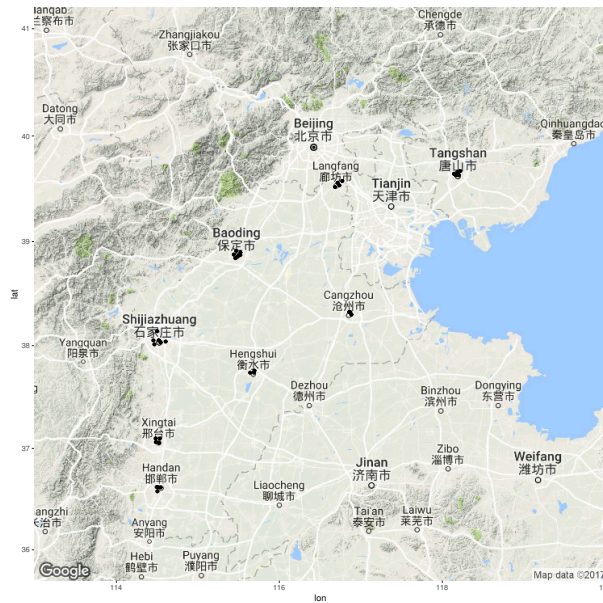 Chengde
承德市
兰察布市
Zhangjiakou
张家口市
41
Datong
大同市
Beijing
北京市
Qinhuangdao
秦皇岛市
40
Langfang
廊坊市
Tangshan
唐山市
Tianjin
天津市
39
Baoding
保定市
Cangzhou
沧州市
lat
Shijiazhuang
石家庄市
Yangquan
阳泉市
38
Hengshui
衡水市
Dezhou
德州市
Binzhou
滨州市
Dongying
东营市
Xingtai
邢台市
37
Handan
邯郸市
Jinan
济南市
Zibo
淄博市
Weifang
潍坊市
Liaocheng
聊城市
Tai'an
泰安市
Laiwu
莱芜市
Anyang
安阳市
Hebi
鹤壁市
Puyang
濮阳市
36
Google
Map data ©2017
114
116
118
lon